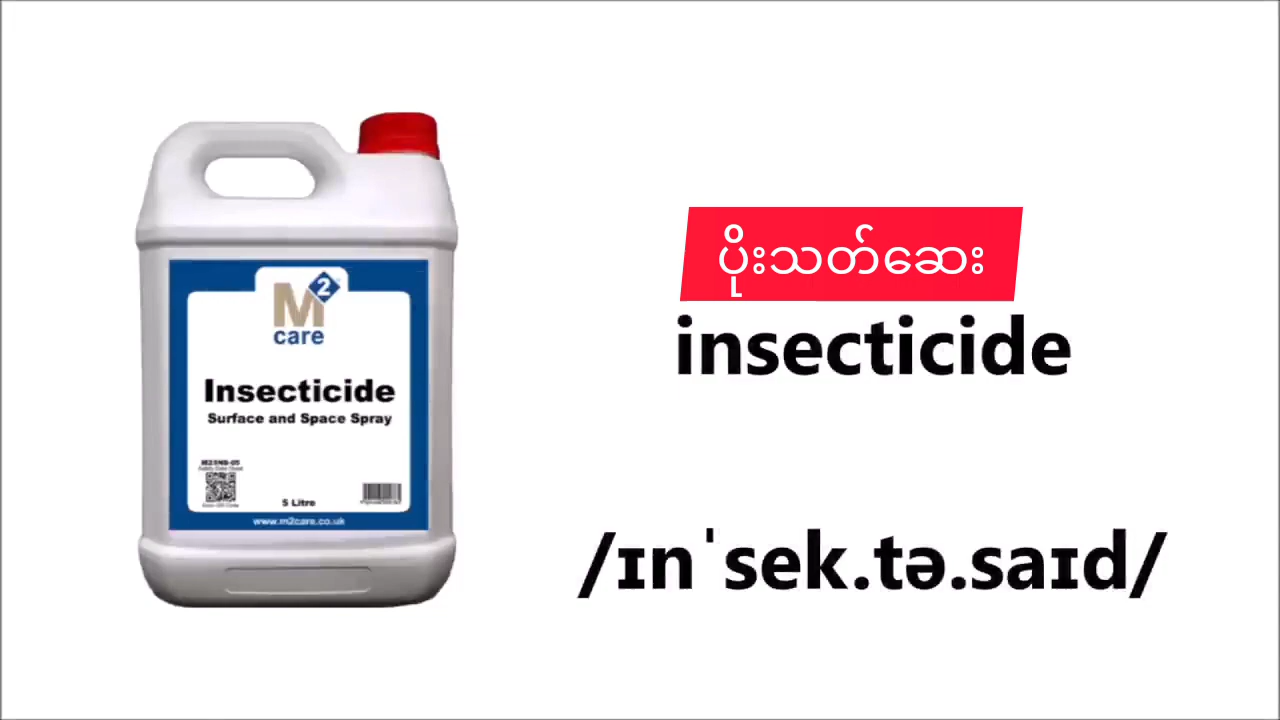 M2
care
Insecticide
Surface and Space Spray
5 Litre
www.m2care.co.uk
ပိုးသတ်ဆေး
insecticide
/ɪnˈsek.tə.saɪd/